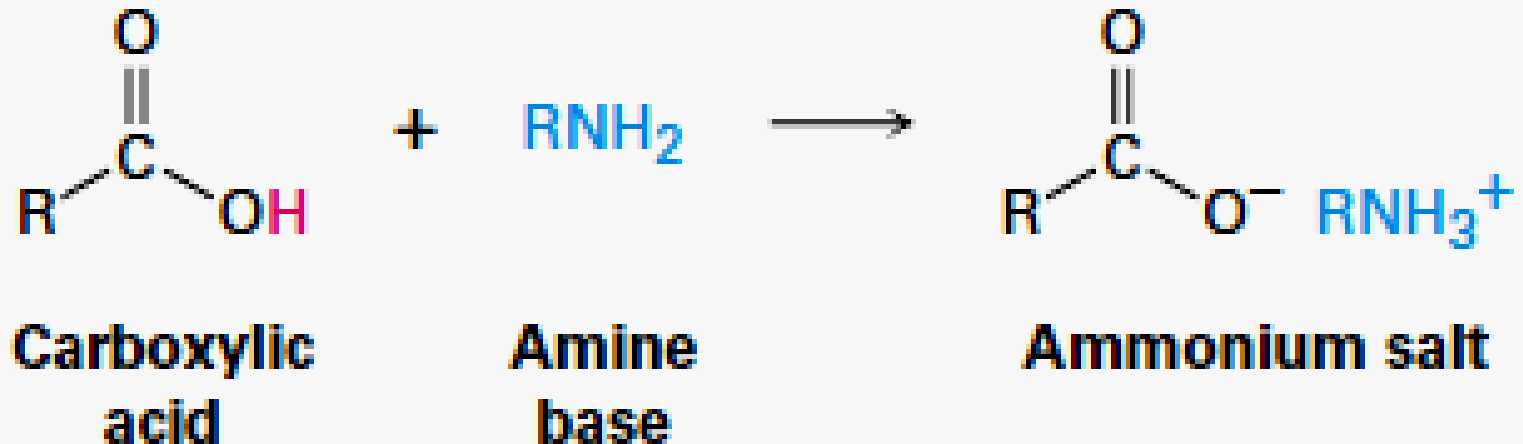 O O
C + RNH₂ → C
R OH R O⁻ RNH₃⁺
Carboxylic Amine Ammonium salt
acid base